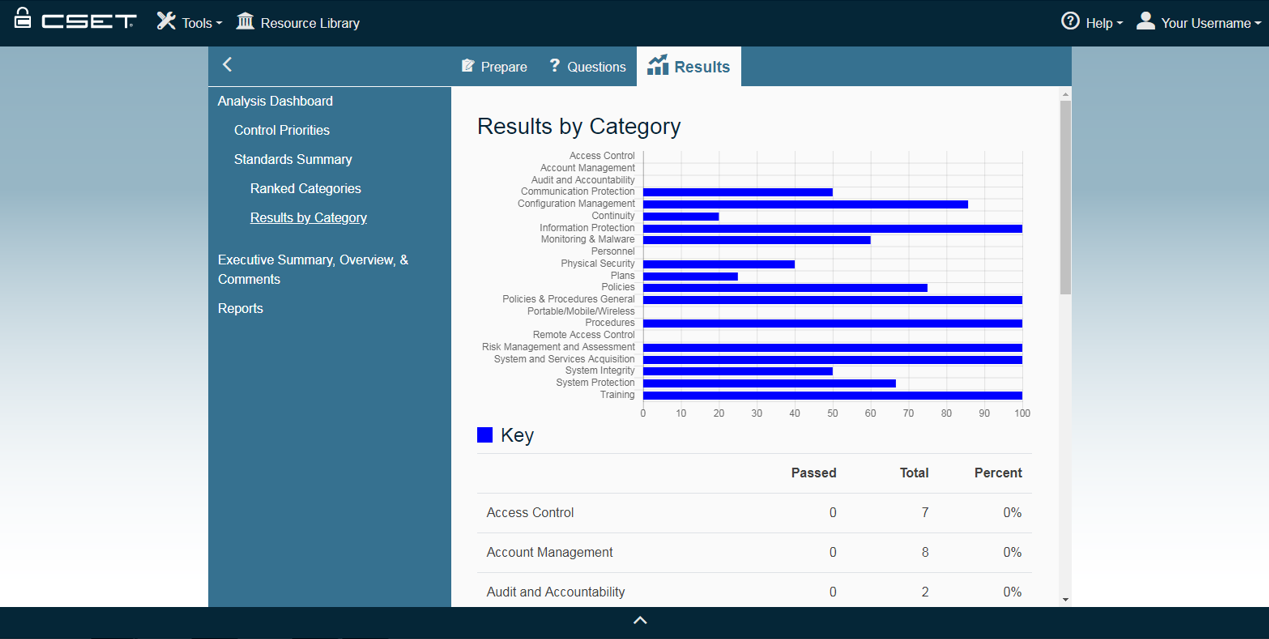 CSET Tools Resource Library Help Your Username
Prepare ? Questions Results
Analysis Dashboard
Control Priorities
Standards Summary
Ranked Categories
Results by Category
Executive Summary, Overview, &
Comments
Reports
Results by Category
Access Control
Account Management
Audit and Accountability
Communication Protection
Configuration Management
Continuity
Information Protection
Monitoring & Malware
Personnel
Physical Security
Plans
Policies
Policies & Procedures General
Portable/Mobile/Wireless
Procedures
Remote Access Control
Risk Management and Assessment
System and Services Acquisition
System Integrity
System Protection
Training
0 10 20 30 40 50 60 70 80 90 100
Key
Passed Total Percent
Access Control 0 7 0%
Account Management 0 8 0%
Audit and Accountability 0 2 0%